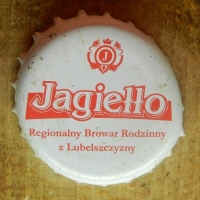 J
Jagiełło
Regionalny Browar Rodzinny
z Lubelszczyzny